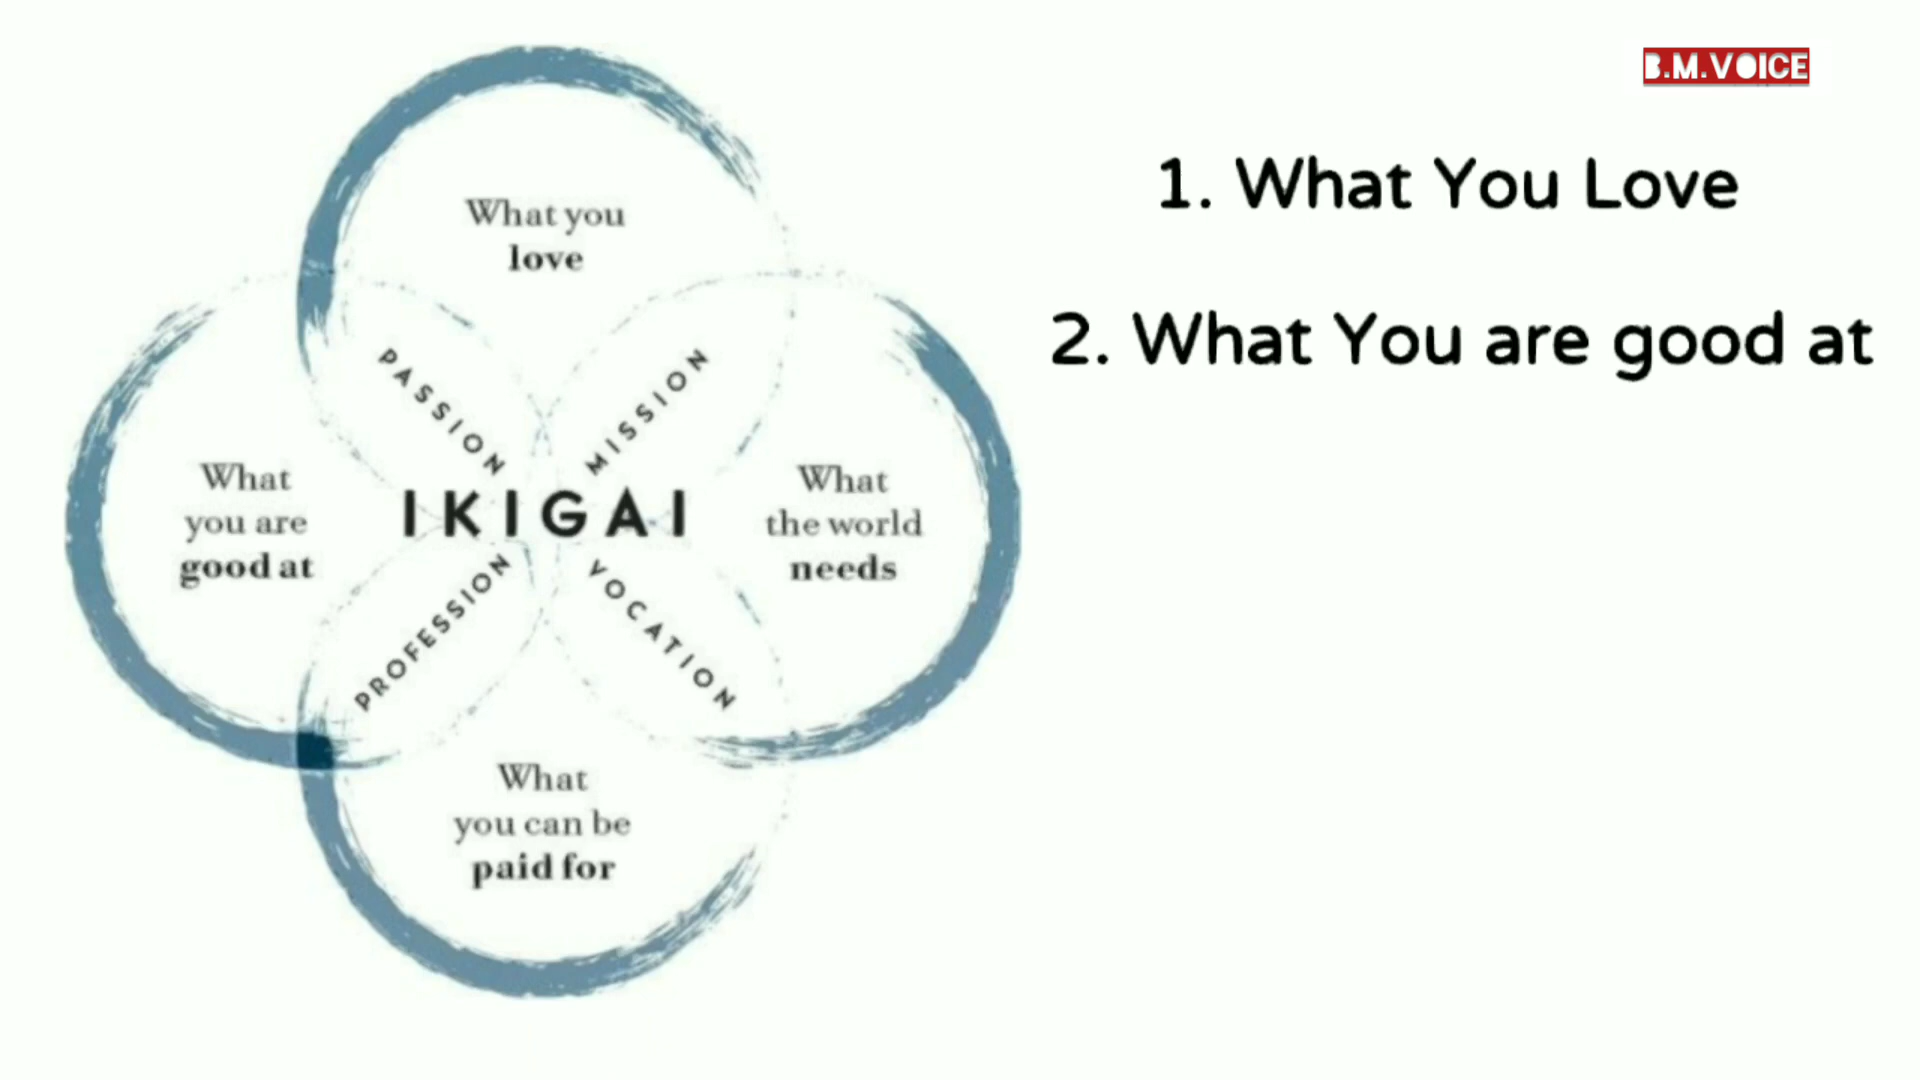 B.M.VOICE
1. What You Love
2. What You are good at
What you
love
PASSION
MISSION
What
you are
good at
IKIGAI
What
the world
needs
PROFESSION
VOCATION
What
you can be
paid for